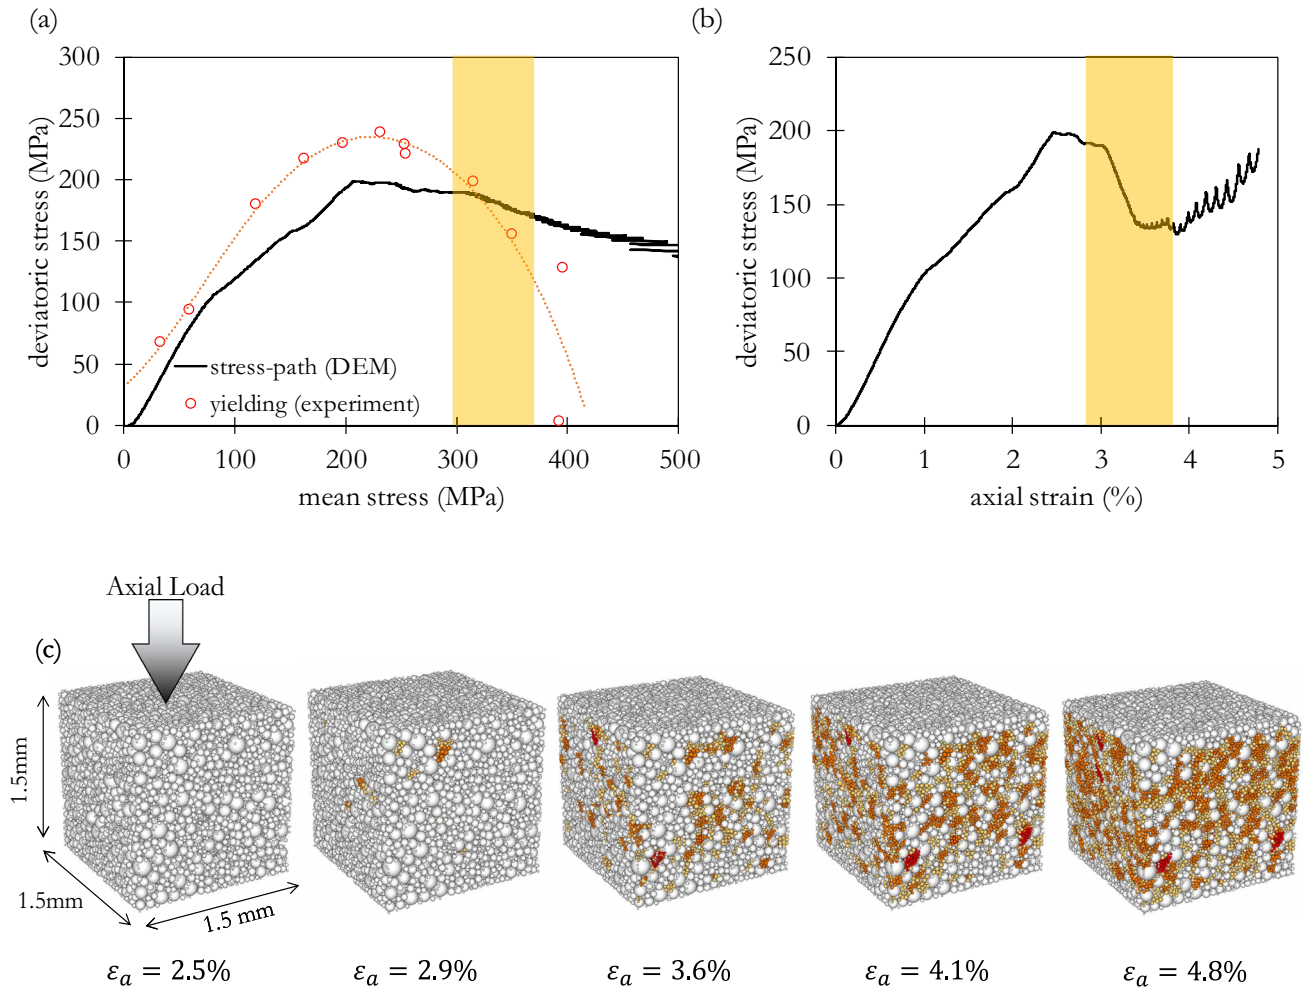 (a)
300
250
200
150
100
50
0
deviatoric stress (MPa)
stress-path (DEM)
yielding (experiment)
0 100 200 300 400 500
mean stress (MPa)
(b)
250
200
150
100
50
0
deviatoric stress (MPa)
0 1 2 3 4 5
axial strain (%)
Axial Load
(c)
1.5mm
1.5mm
1.5 mm
εₐ = 2.5% εₐ = 2.9% εₐ = 3.6% εₐ = 4.1% εₐ = 4.8%